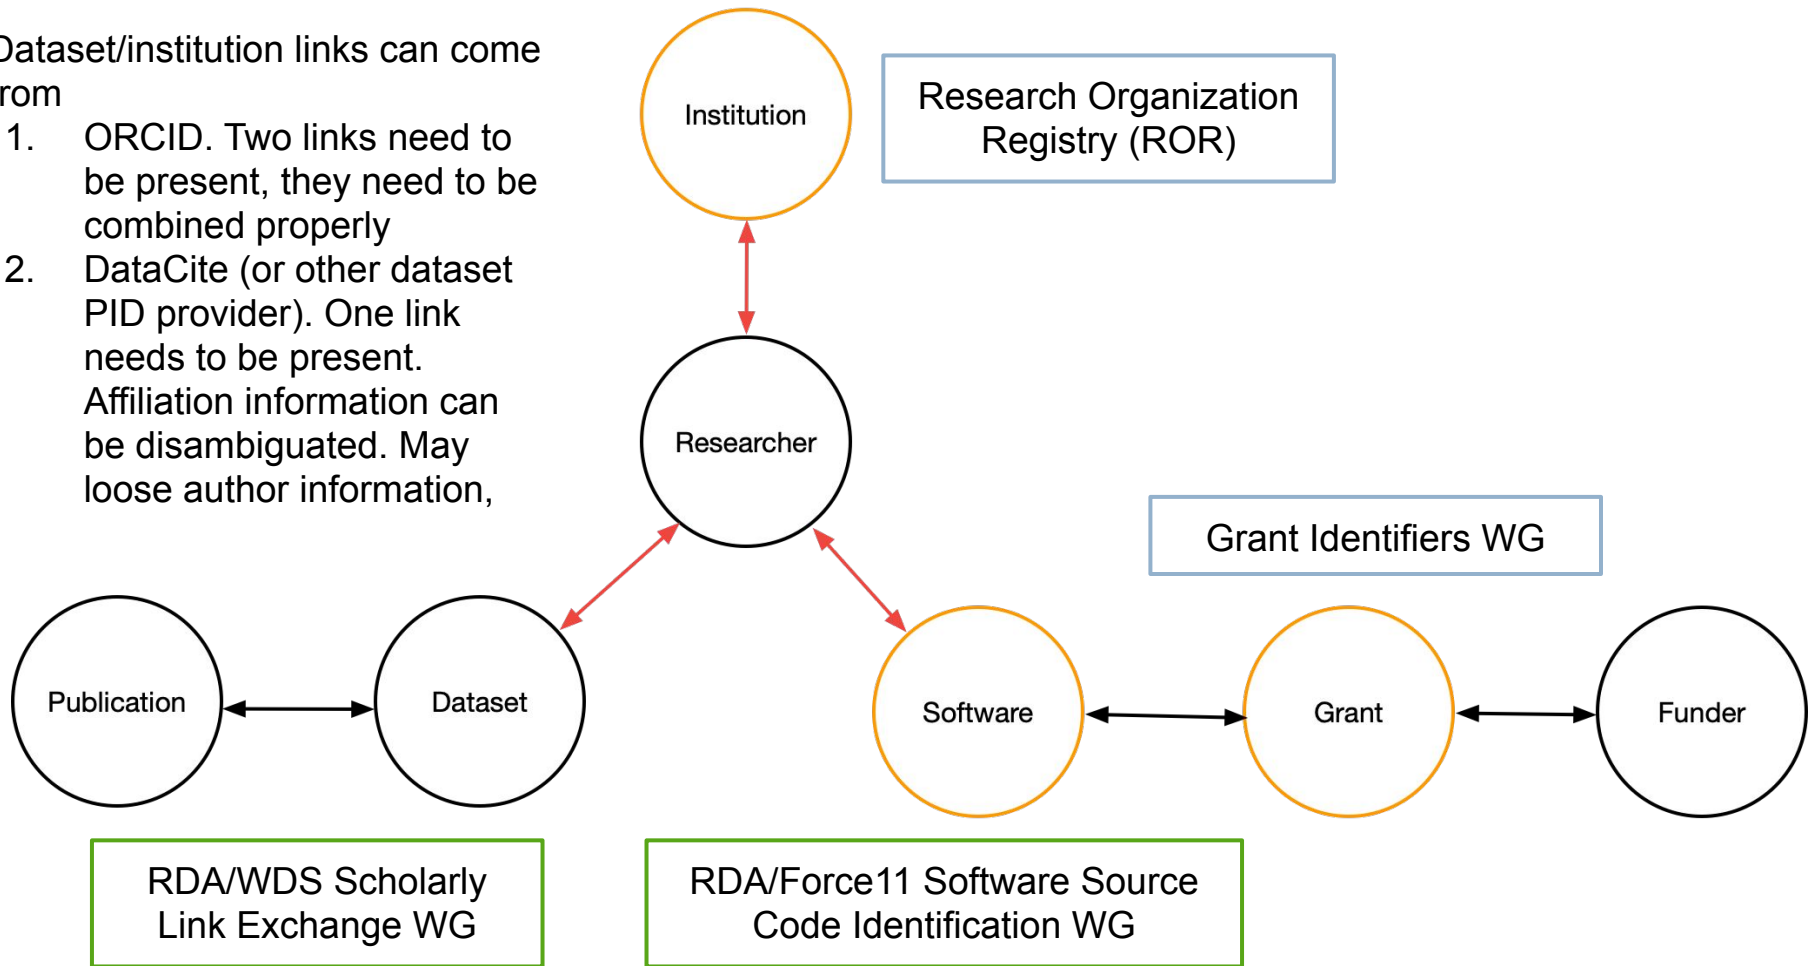 Dataset/institution links can come
from
1. ORCID. Two links need to
be present, they need to be
combined properly
2. DataCite (or other dataset
PID provider). One link
needs to be present.
Affiliation information can
be disambiguated. May
loose author information,
Institution
Research Organization
Registry (ROR)
Researcher
Grant Identifiers WG
Publication
Dataset
Software
Grant
Funder
RDA/WDS Scholarly
Link Exchange WG
RDA/Force11 Software Source
Code Identification WG